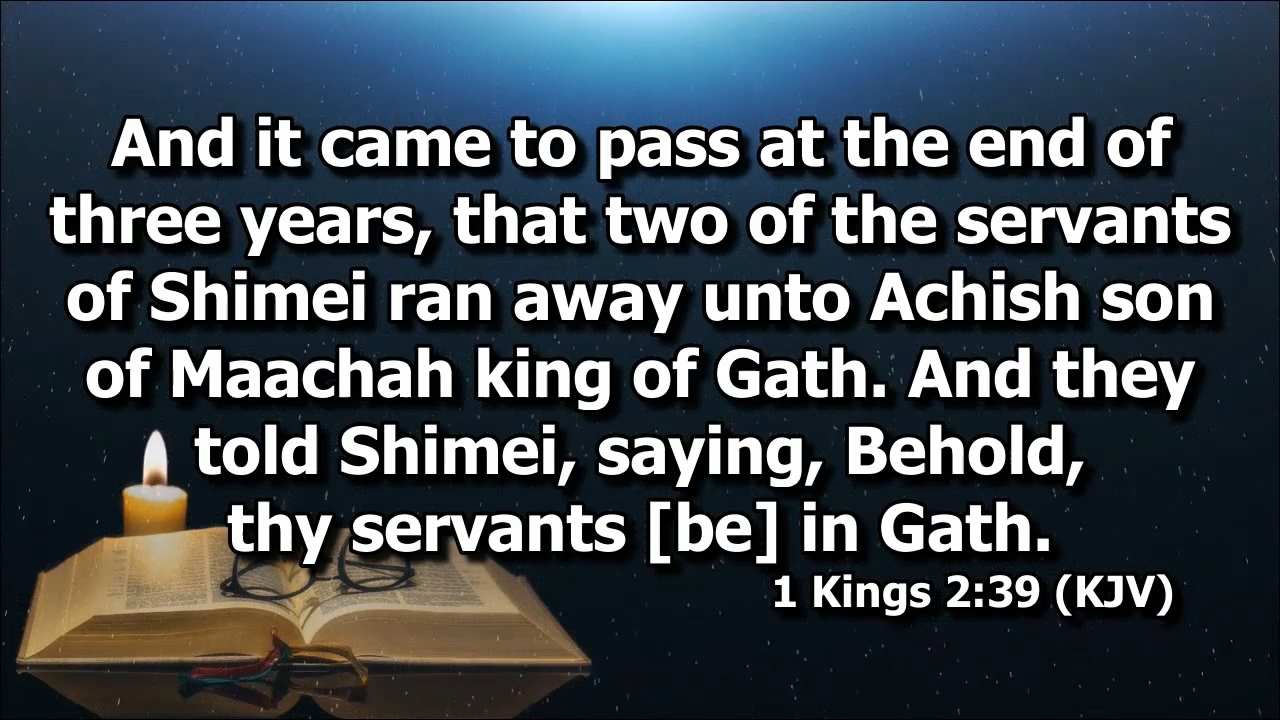 And it came to pass at the end of
three years, that two of the servants
of Shimei ran away unto Achish son
of Maachah king of Gath. And they
told Shimei, saying, Behold,
thy servants [be] in Gath.
1 Kings 2:39 (KJV)